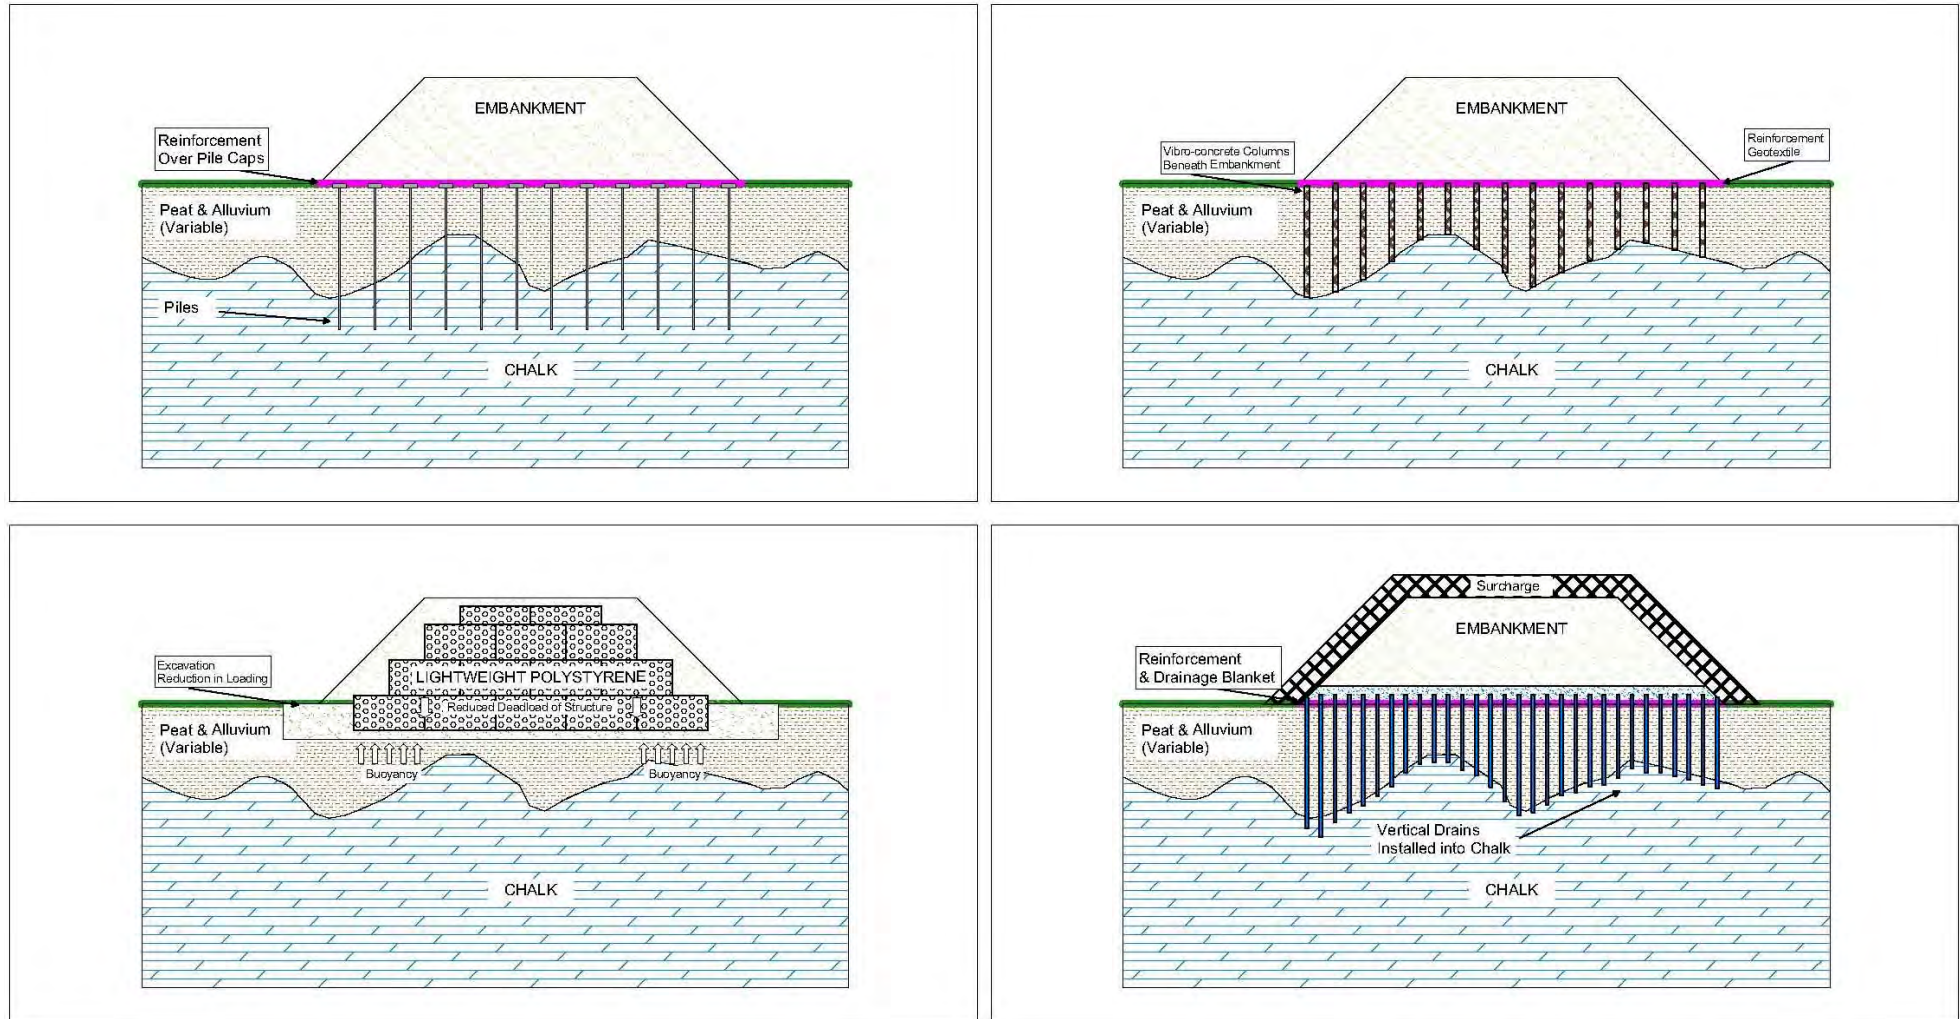 EMBANKMENT
Reinforcement
Over Pile Caps
Peat & Alluvium
(Variable)
Piles
CHALK
EMBANKMENT
Vibro-concrete Columns
Beneath Embankment
Reinforcement
Geotextile
Peat & Alluvium
(Variable)
CHALK
Excavation
Reduction in Loading
LIGHTWEIGHT POLYSTYRENE
Reduced Deadload of Structure
Peat & Alluvium
(Variable)
Buoyancy
Buoyancy
CHALK
Surcharge
EMBANKMENT
Reinforcement
& Drainage Blanket
Peat & Alluvium
(Variable)
Vertical Drains
Installed into Chalk
CHALK